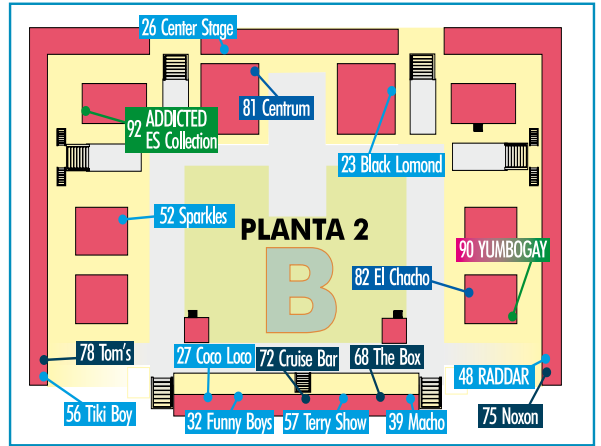 26 Center Stage
81 Centrum
92 ADDICTED
ES Collection
23 Black Lomond
52 Sparkles
PLANTA 2
B
90 YUMBOGAY
82 El Chacho
78 Tom's
27 Coco Loco
72 Cruise Bar
68 The Box
48 RADDAR
56 Tiki Boy
32 Funny Boys
57 Terry Show
39 Macho
75 Noxon